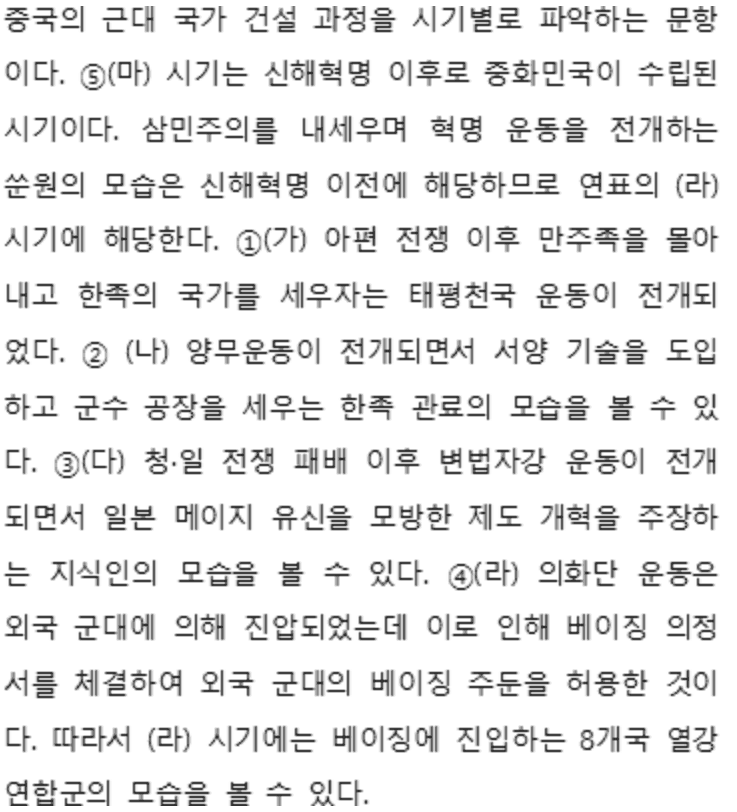 중국의 근대 국가 건설 과정을 시기별로 파악하는 문항
이다. ⑤(마) 시기는 신해혁명 이후로 중화민국이 수립된
시기이다. 삼민주의를 내세우며 혁명 운동을 전개하는
쑨원의 모습은 신해혁명 이전에 해당하므로 연표의 (라)
시기에 해당한다. ①(가) 아편 전쟁 이후 만주족을 몰아
내고 한족의 국가를 세우자는 태평천국 운동이 전개되
었다. ② (나) 양무운동이 전개되면서 서양 기술을 도입
하고 군수 공장을 세우는 한족 관료의 모습을 볼 수 있
다. ③(다) 청·일 전쟁 패배 이후 변법자강 운동이 전개
되면서 일본 메이지 유신을 모방한 제도 개혁을 주장하
는 지식인의 모습을 볼 수 있다. ④(라) 의화단 운동은
외국 군대에 의해 진압되었는데 이로 인해 베이징 의정
서를 체결하여 외국 군대의 베이징 주둔을 허용한 것이
다. 따라서 (라) 시기에는 베이징에 진입하는 8개국 열강
연합군의 모습을 볼 수 있다.